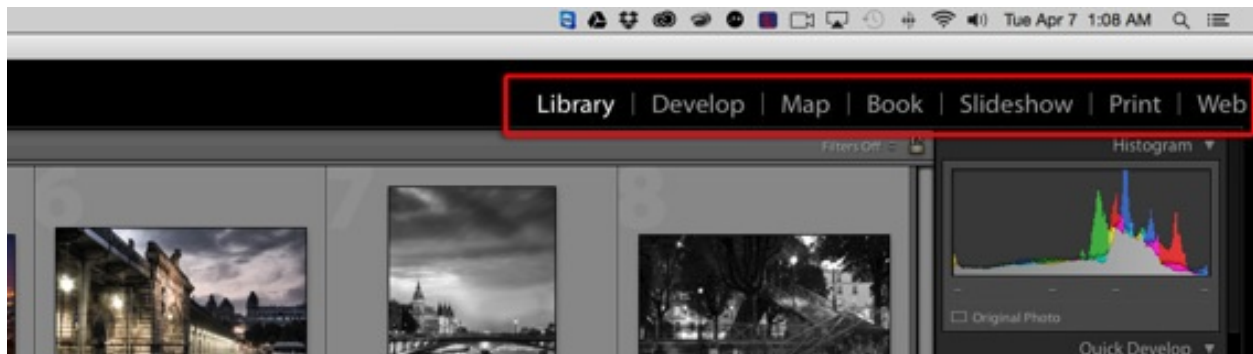 Tue Apr 7 1:08 AM
Library | Develop | Map | Book | Slideshow | Print | Web
Filters Off
Histogram
6 7 8
Original Photo
Quick Develop